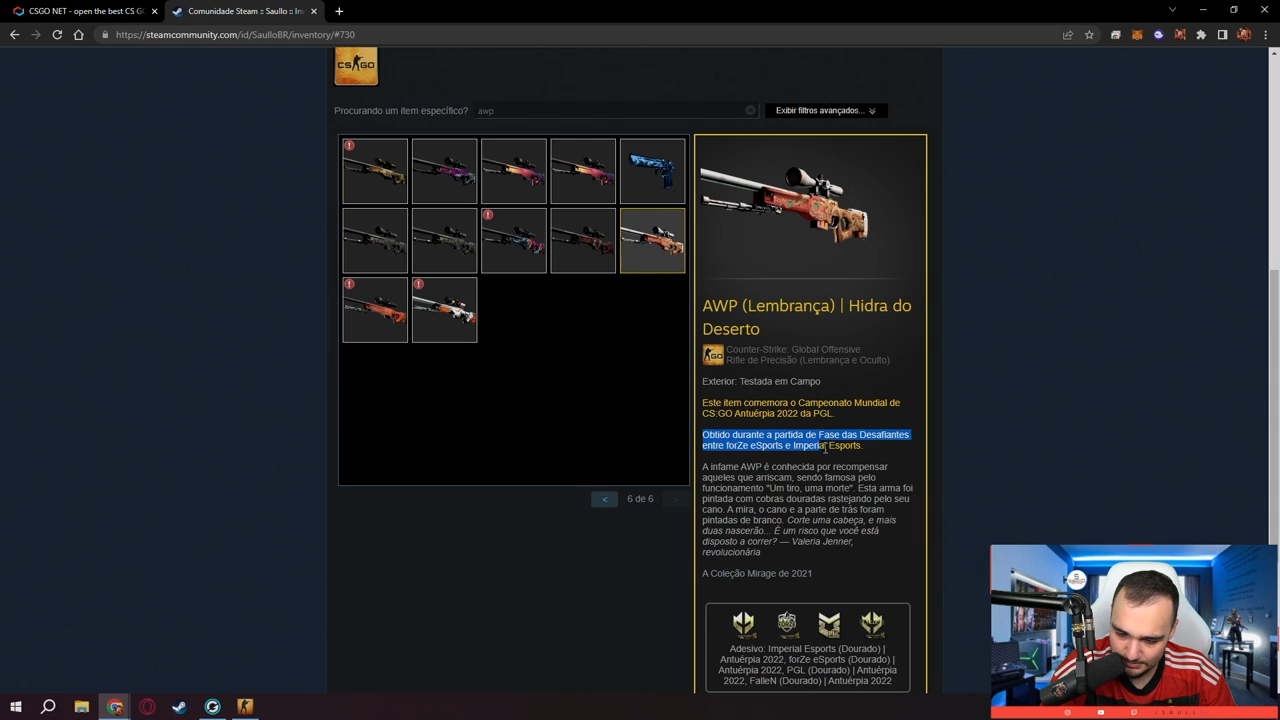 CSGO NET - open the best CS GO
Comunidade Steam :: Saullo :: In
https://steamcommunity.com/id/SaulloBR/inventory/#730
CS GO
Procurando um item específico?
awp
Exibir filtros avançados...
AWP (Lembrança) | Hidra do
Deserto
Counter-Strike: Global Offensive
Rifle de Precisão (Lembrança e Oculto)
Exterior: Testada em Campo
Este item comemora o Campeonato Mundial de
CS:GO Antuérpia 2022 da PGL.
Obtido durante a partida de Fase das Desafiantes
entre forZe eSports e Imperial Esports.
A infame AWP é conhecida por recompensar
aqueles que arriscam, sendo famosa pelo
funcionamento "Um tiro, uma morte". Esta arma foi
pintada com cobras douradas rastejando pelo seu
cano. A mira, o cano e a parte de trás foram
pintadas de branco. Corte uma cabeça, e mais
duas nascerão... É um risco que você está
disposto a correr? — Valeria Jenner,
revolucionária
A Coleção Mirage de 2021
< 6 de 6 >
Adesivo: Imperial Esports (Dourado) |
Antuérpia 2022, forZe eSports (Dourado) |
Antuérpia 2022, PGL (Dourado) | Antuérpia
2022, FalleN (Dourado) | Antuérpia 2022